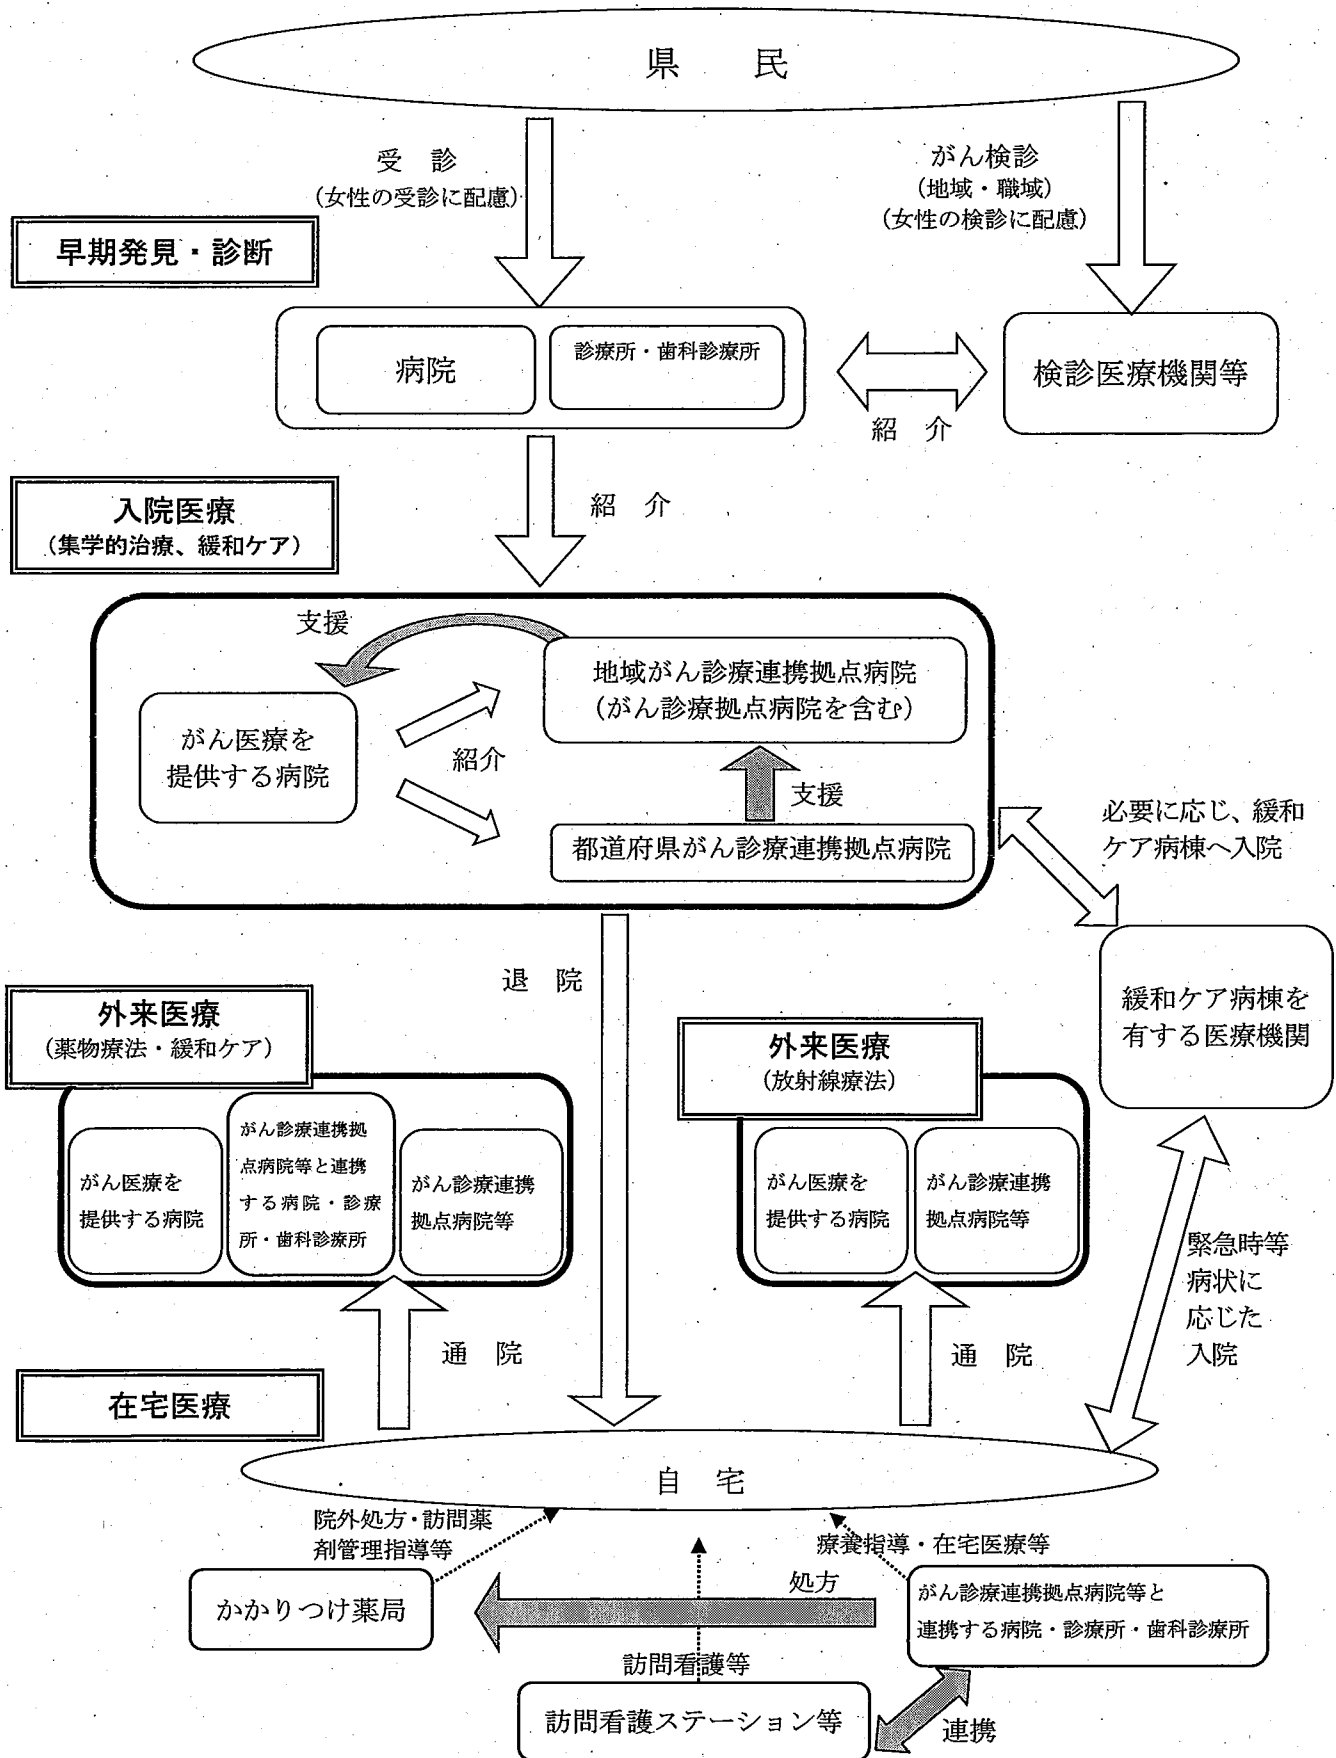 県　民
受　診
(女性の受診に配慮)
がん検診
(地域・職域)
(女性の検診に配慮)
早期発見・診断
病院
診療所・歯科診療所
検診医療機関等
紹　介
入院医療
(集学的治療、緩和ケア)
紹　介
支援
地域がん診療連携拠点病院
(がん診療拠点病院を含む)
がん医療を
提供する病院
紹介
支援
都道府県がん診療連携拠点病院
必要に応じ、緩和
ケア病棟へ入院
退　院
緩和ケア病棟を
有する医療機関
外来医療
(薬物療法・緩和ケア)
がん医療を
提供する病院
がん診療連携拠
点病院等と連携
する病院・診療
所・歯科診療所
がん診療連携
拠点病院等
外来医療
(放射線療法)
がん医療を
提供する病院
がん診療連携
拠点病院等
緊急時等
病状に
応じた
入院
通　院
通　院
在宅医療
自　宅
院外処方・訪問薬
剤管理指導等
療養指導・在宅医療等
かかりつけ薬局
処方
がん診療連携拠点病院等と
連携する病院・診療所・歯科診療所
訪問看護等
訪問看護ステーション等
連携